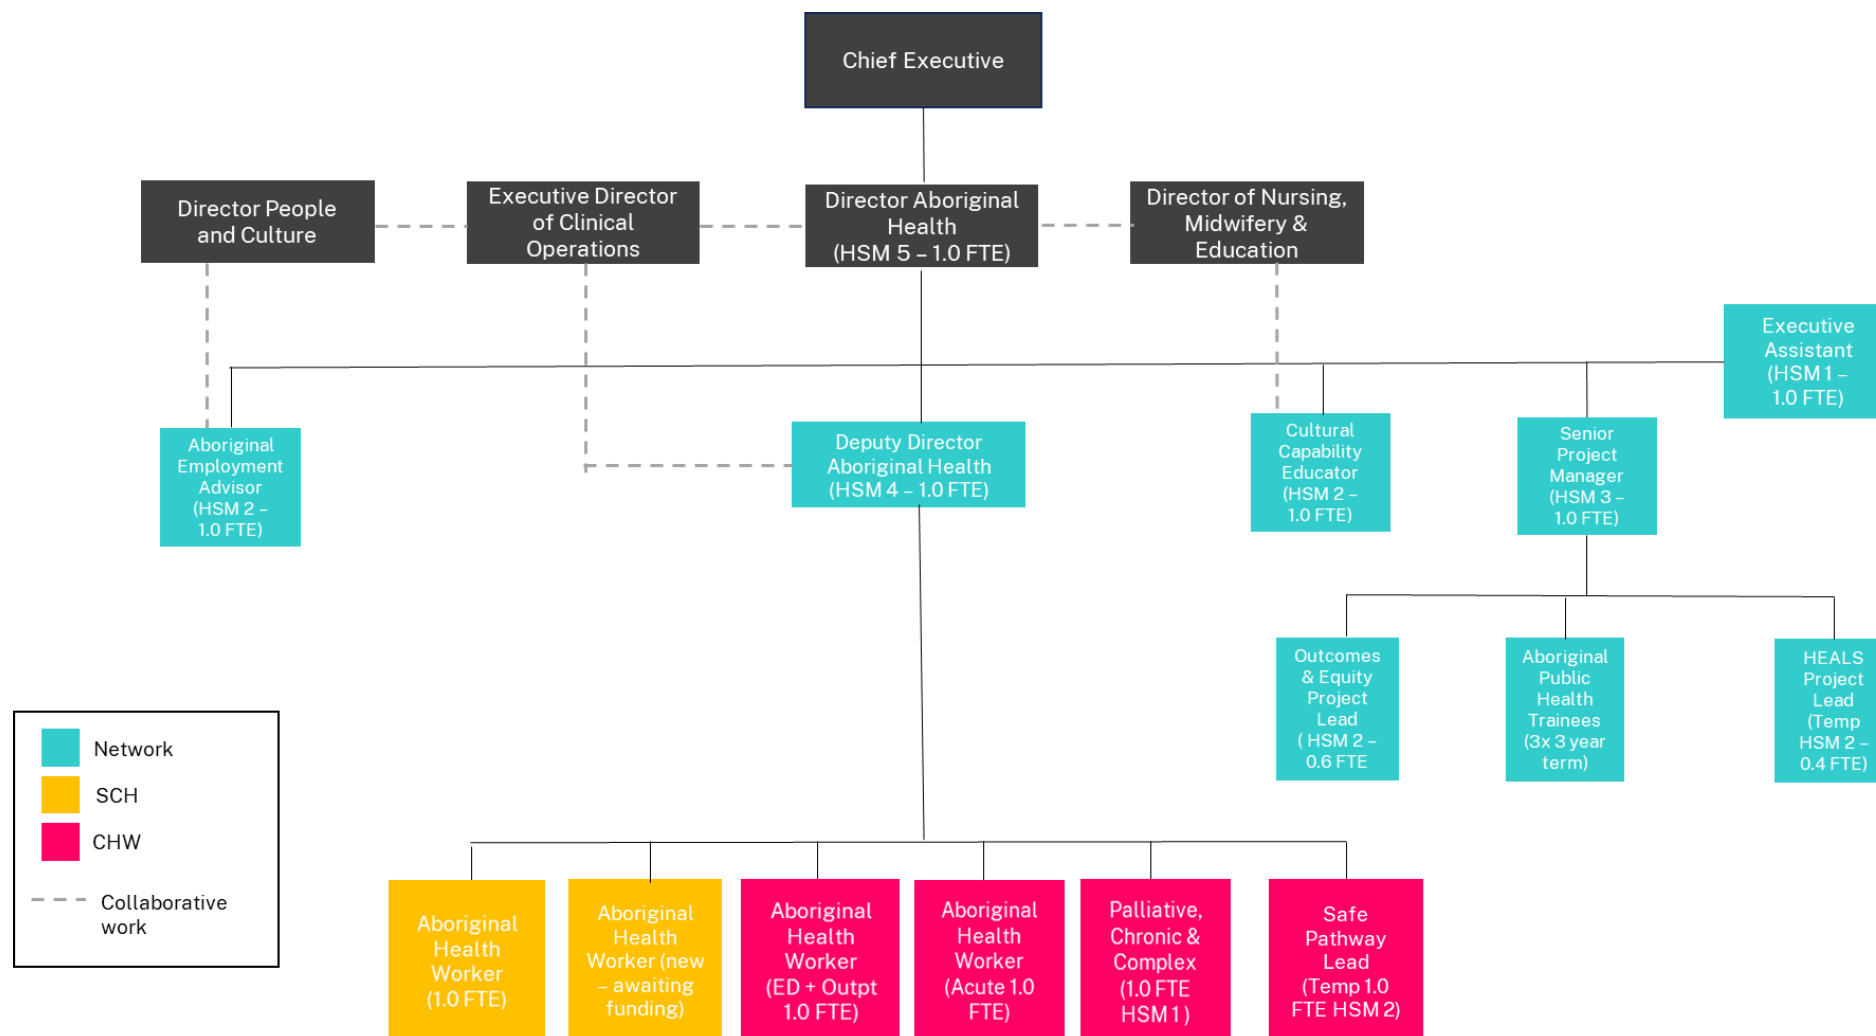 Chief Executive
Director People
and Culture
Executive Director
of Clinical
Operations
Director Aboriginal
Health
(HSM 5 – 1.0 FTE)
Director of Nursing,
Midwifery &
Education
Executive
Assistant
(HSM 1 –
1.0 FTE)
Aboriginal
Employment
Advisor
(HSM 2 –
1.0 FTE)
Deputy Director
Aboriginal Health
(HSM 4 – 1.0 FTE)
Cultural
Capability
Educator
(HSM 2 –
1.0 FTE)
Senior
Project
Manager
(HSM 3 –
1.0 FTE)
Outcomes
& Equity
Project
Lead
( HSM 2 –
0.6 FTE
Aboriginal
Public
Health
Trainees
(3x 3 year
term)
HEALS
Project
Lead
(Temp
HSM 2 –
0.4 FTE)
Network
SCH
CHW
Collaborative
work
Aboriginal
Health
Worker
(1.0 FTE)
Aboriginal
Health
Worker (new
– awaiting
funding)
Aboriginal
Health
Worker
(ED + Outpt
1.0 FTE)
Aboriginal
Health
Worker
(Acute 1.0
FTE)
Palliative,
Chronic &
Complex
(1.0 FTE
HSM 1 )
Safe
Pathway
Lead
(Temp 1.0
FTE HSM 2)